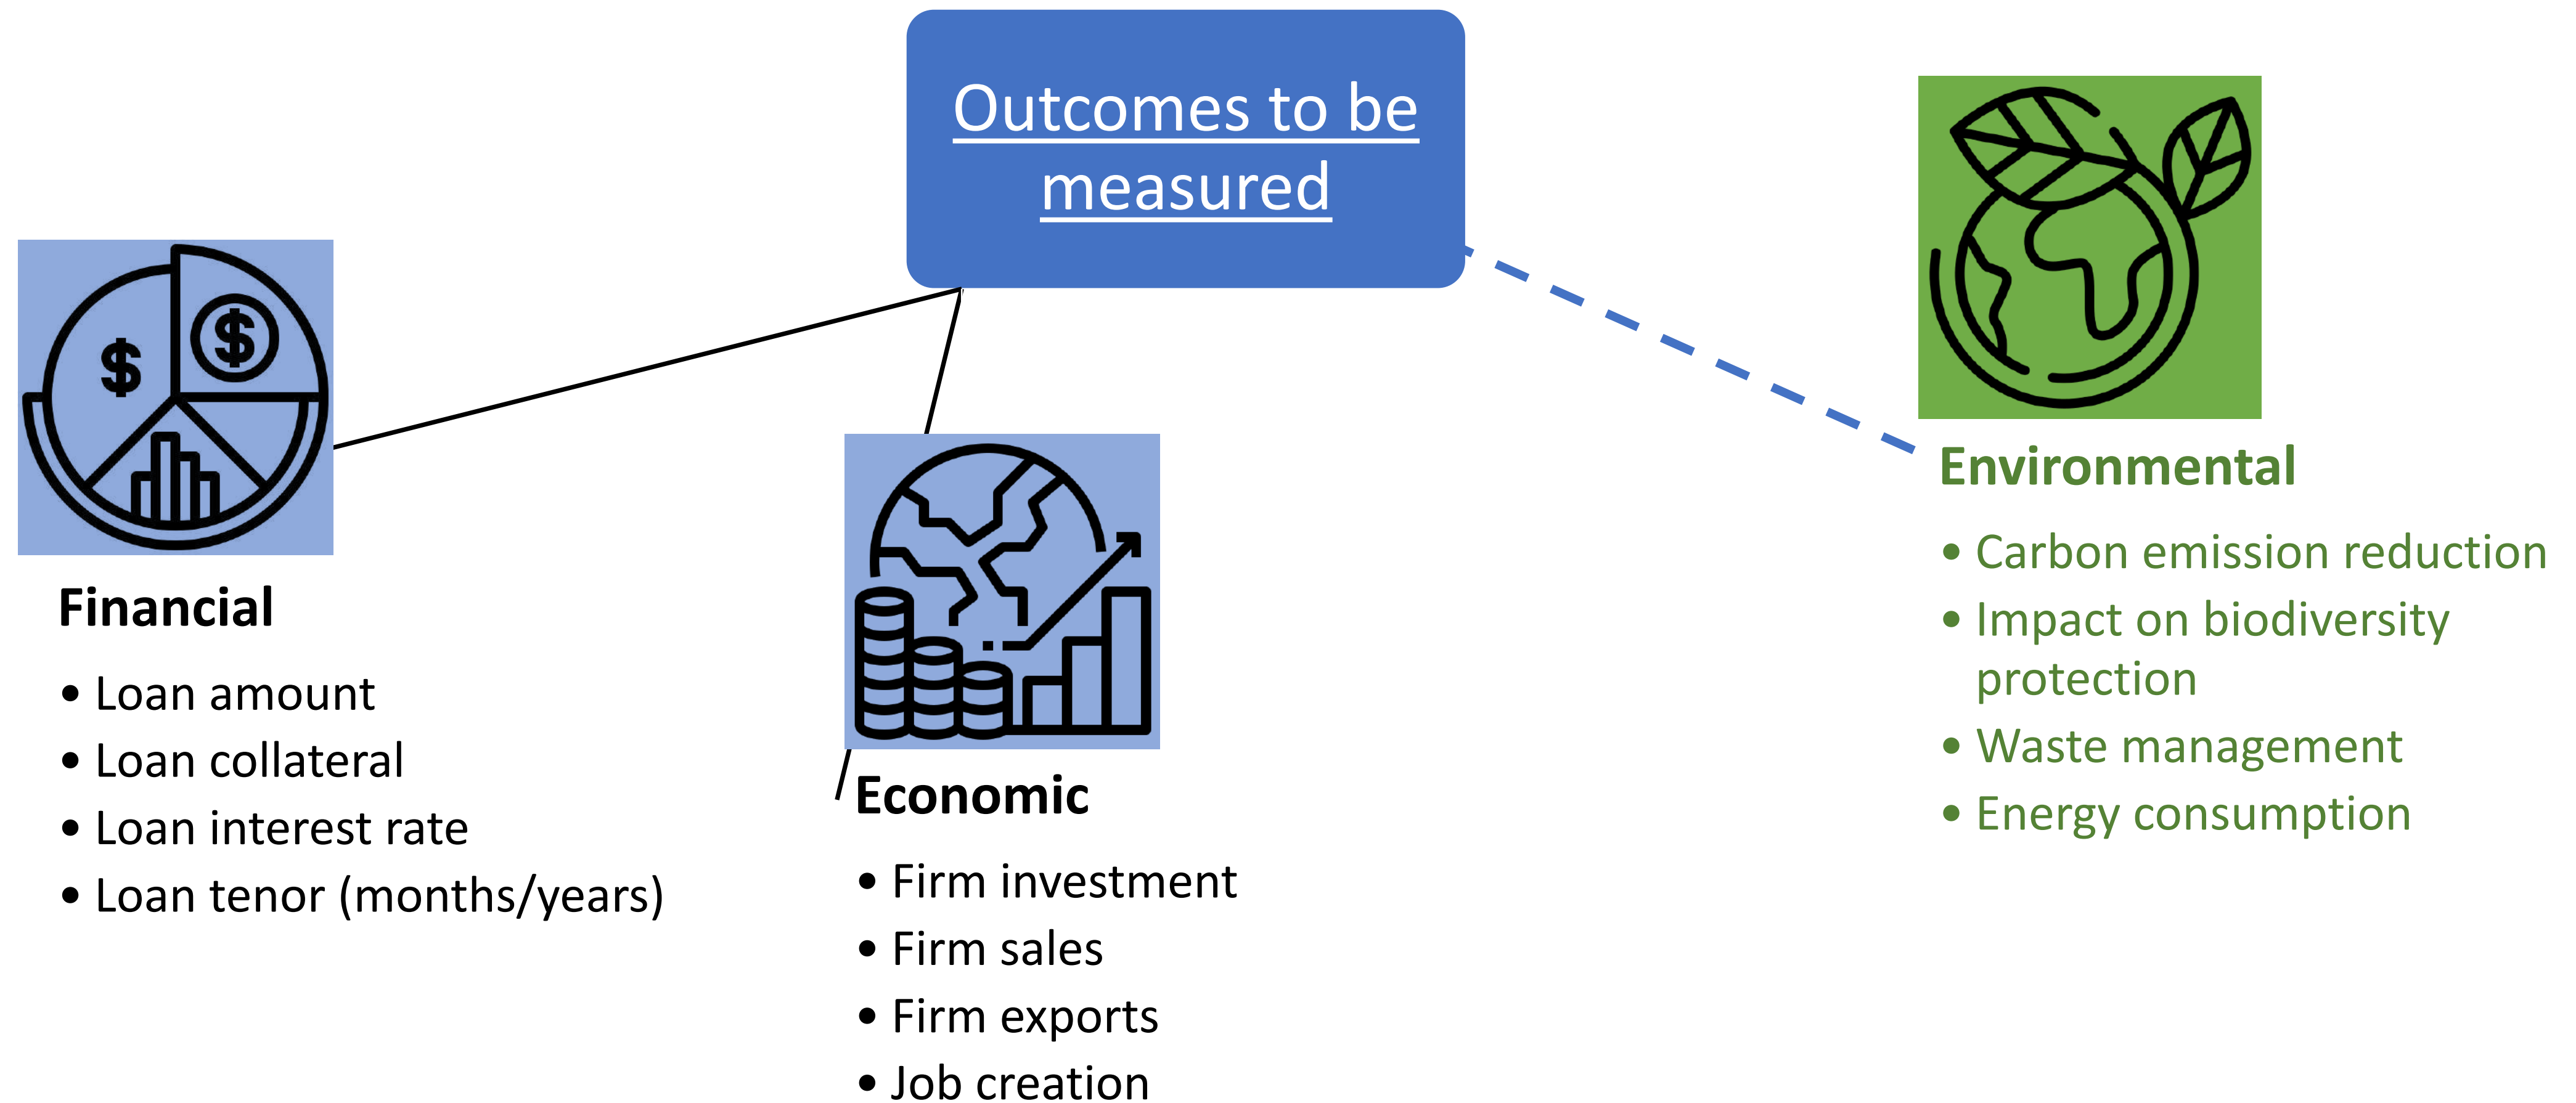 Outcomes to be
measured
Financial
• Loan amount
• Loan collateral
• Loan interest rate
• Loan tenor (months/years)
Economic
• Firm investment
• Firm sales
• Firm exports
• Job creation
Environmental
• Carbon emission reduction
• Impact on biodiversity
protection
• Waste management
• Energy consumption
$
$